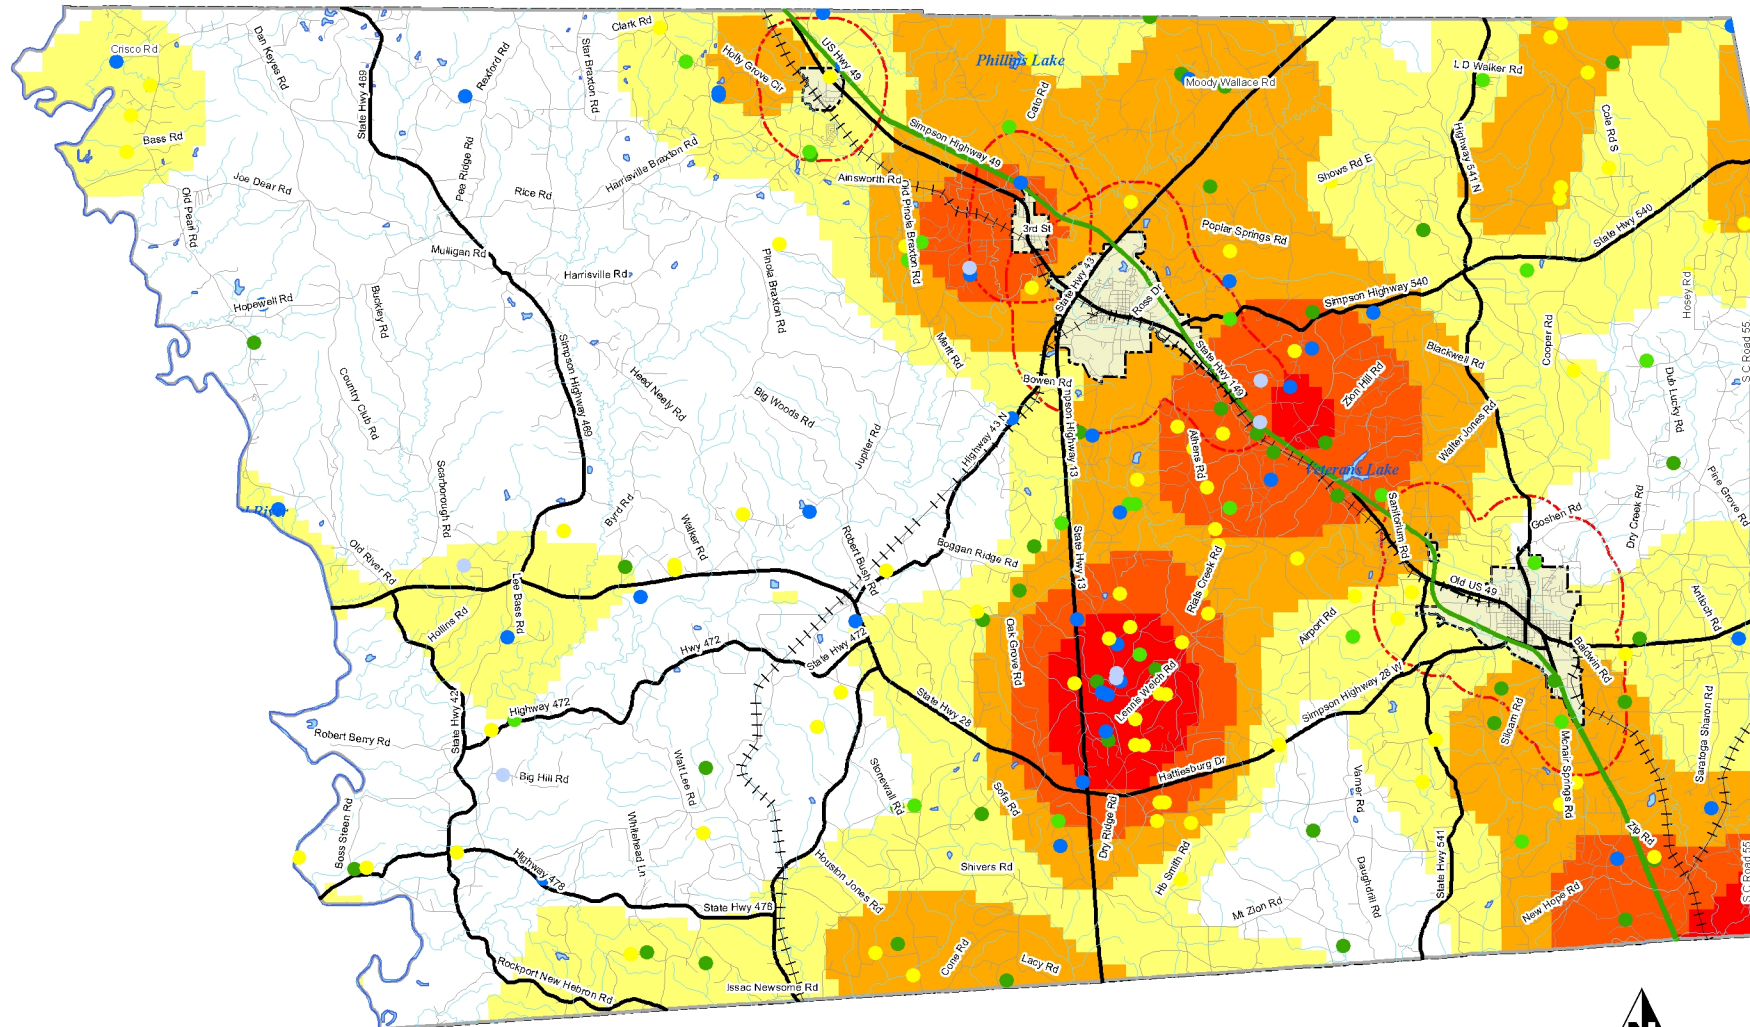 Crisco Rd
Dan Keyes Rd
State Hwy 469
Rexford Rd
Star Braxton Rd
Clark Rd
Holly Grove Cir
US Hwy 49
Phillips Lake
Cato Rd
Moody Wallace Rd
L D Walker Rd
Cole Rd S
Highway 541 N
Bass Rd
Joe Dear Rd
Old Pearl Rd
Pea Ridge Rd
Rice Rd
Harrisville Braxton Rd
Simpson Highway 49
Ainsworth Rd
Old Pinola Braxton Rd
3rd St
Shows Rd E
State Hwy 540
Poplar Springs Rd
Mulligan Rd
Harrisville Rd
Pinola Braxton Rd
State Hwy 43
Ross Dr
Simpson Highway 540
Hosey Rd
Hopewell Rd
Buckley Rd
Simpson Highway 469
Merit Rd
State Hwy 149
Blackwell Rd
Cooper Rd
S C Road 55
Country Club Rd
Heed Neely Rd
Big Woods Rd
Bowen Rd
Zion Hill Rd
Dub Lucky Rd
Jupiter Rd
Highway 43 N
Simpson Highway 13
Athens Rd
Walter Jones Rd
Veterans Lake
Pine Grove Rd
Scarborough Rd
River
Byrd Rd
Walker Rd
Robert Bush Rd
Boggan Ridge Rd
State Hwy 13
Rials Creek Rd
Sanitorium Rd
Goshen Rd
Dry Creek Rd
Old River Rd
Lee Bass Rd
Hollins Rd
Old US 49
Antioch Rd
Airport Rd
Baldwin Rd
Hwy 472
State Hwy 472
Oak Grove Rd
Lennis Welch Rd
Simpson Highway 28 W
State Hwy 42
Highway 472
State Hwy 28
Siloam Rd
Mcnair Springs Rd
Saratoga Sharon Rd
Robert Berry Rd
Big Hill Rd
Walt Lee Rd
Stonewall Rd
Sofa Rd
Hattiesburg Dr
Varner Rd
Boss Steen Rd
Whitehead Ln
Dry Ridge Rd
Zip Rd
State Hwy 541
S C Road 55
Highway 478
Houston Jones Rd
Shivers Rd
Hb Smith Rd
Daughdrill Rd
New Hope Rd
State Hwy 478
Mt Zion Rd
Cone Rd
Lacy Rd
Rockport New Hebron Rd
Issac Newsome Rd